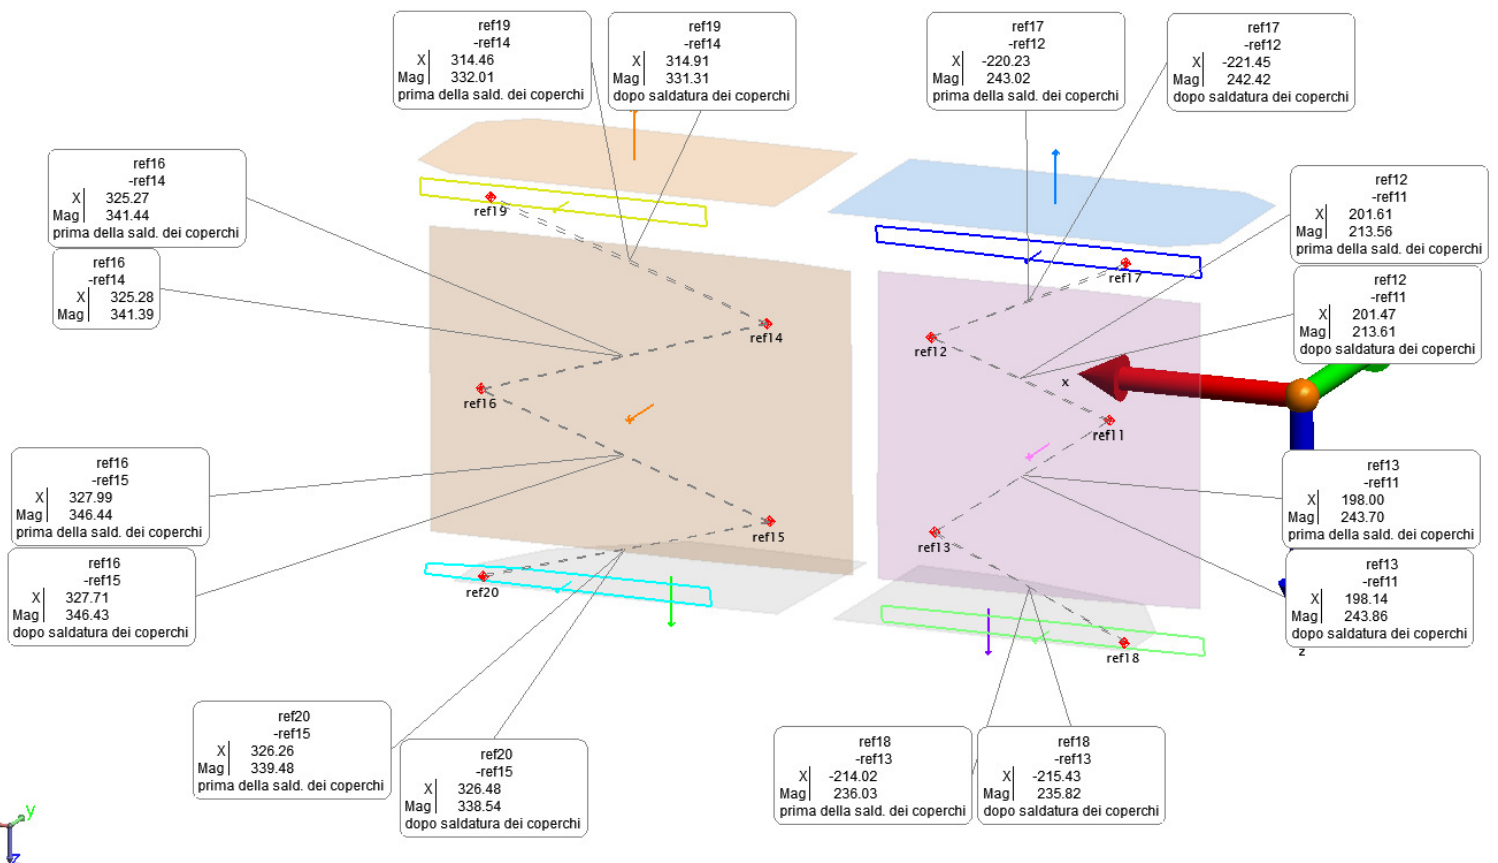 ref19
-ref14
X 314.46
Mag 332.01
prima della sald. dei coperchi
ref19
-ref14
X 314.91
Mag 331.31
dopo saldatura dei coperchi
ref17
-ref12
X -220.23
Mag 243.02
prima della sald. dei coperchi
ref17
-ref12
X -221.45
Mag 242.42
dopo saldatura dei coperchi
ref16
-ref14
X 325.27
Mag 341.44
prima della sald. dei coperchi
ref16
-ref14
X 325.28
Mag 341.39
ref12
-ref11
X 201.61
Mag 213.56
prima della sald. dei coperchi
ref12
-ref11
X 201.47
Mag 213.61
dopo saldatura dei coperchi
ref19
ref17
ref14
ref12
ref16
ref11
x
ref15
ref13
ref20
ref18
z
ref16
-ref15
X 327.99
Mag 346.44
prima della sald. dei coperchi
ref16
-ref15
X 327.71
Mag 346.43
dopo saldatura dei coperchi
ref13
-ref11
X 198.00
Mag 243.70
prima della sald. dei coperchi
ref13
-ref11
X 198.14
Mag 243.86
dopo saldatura dei coperchi
ref20
-ref15
X 326.26
Mag 339.48
prima della sald. dei coperchi
ref20
-ref15
X 326.48
Mag 338.54
dopo saldatura dei coperchi
ref18
-ref13
X -214.02
Mag 236.03
prima della sald. dei coperchi
ref18
-ref13
X -215.43
Mag 235.82
dopo saldatura dei coperchi
y
z